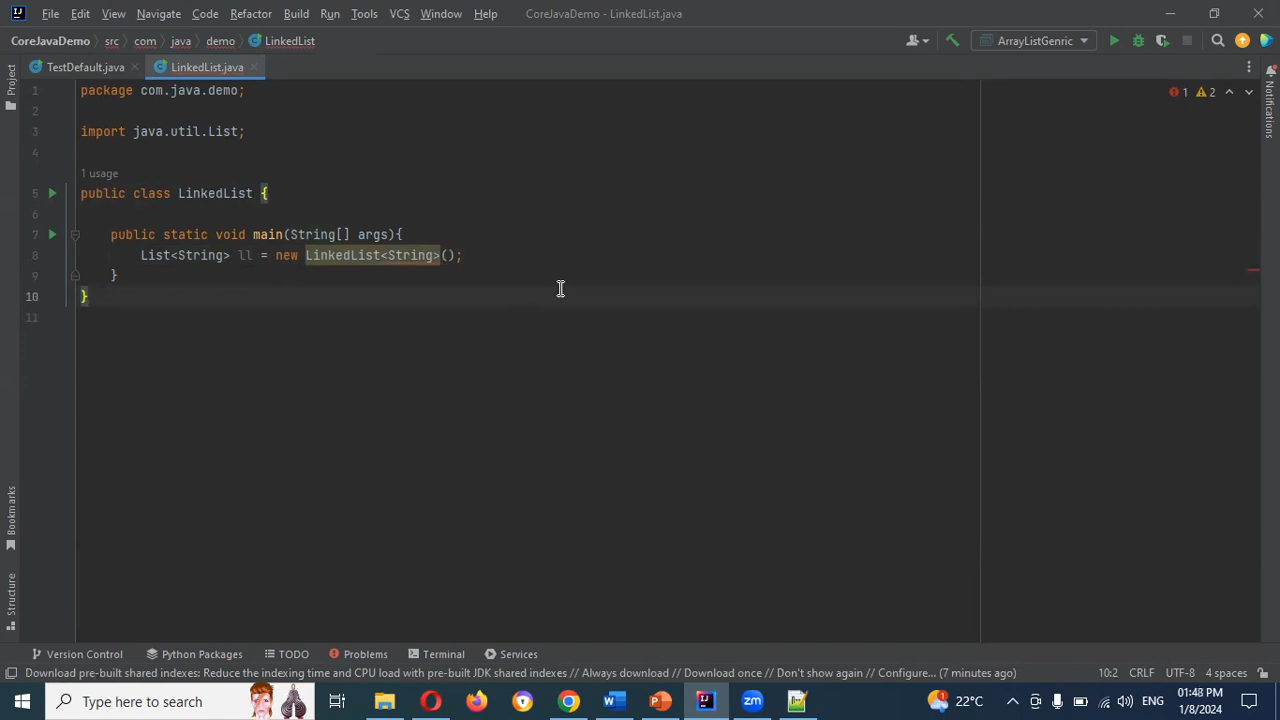 File Edit View Navigate Code Refactor Build Run Tools VCS Window Help CoreJavaDemo - LinkedList.java
CoreJavaDemo src com java demo LinkedList ArrayListGenric
TestDefault.java LinkedList.java
Project
Notifications
1 package com.java.demo;
1 2
2
3 import java.util.List;
4
1 usage
5 public class LinkedList {
6
7 public static void main(String[] args){
8 List<String> ll = new LinkedList<String>();
9 }
10 }
11
Bookmarks
Structure
Version Control Python Packages TODO Problems Terminal Services
Download pre-built shared indexes: Reduce the indexing time and CPU load with pre-built JDK shared indexes // Always download // Download once // Don't show again // Configure... (7 minutes ago) 10:2 CRLF UTF-8 4 spaces
Type here to search 22°C ENG 01:48 PM
1/8/2024